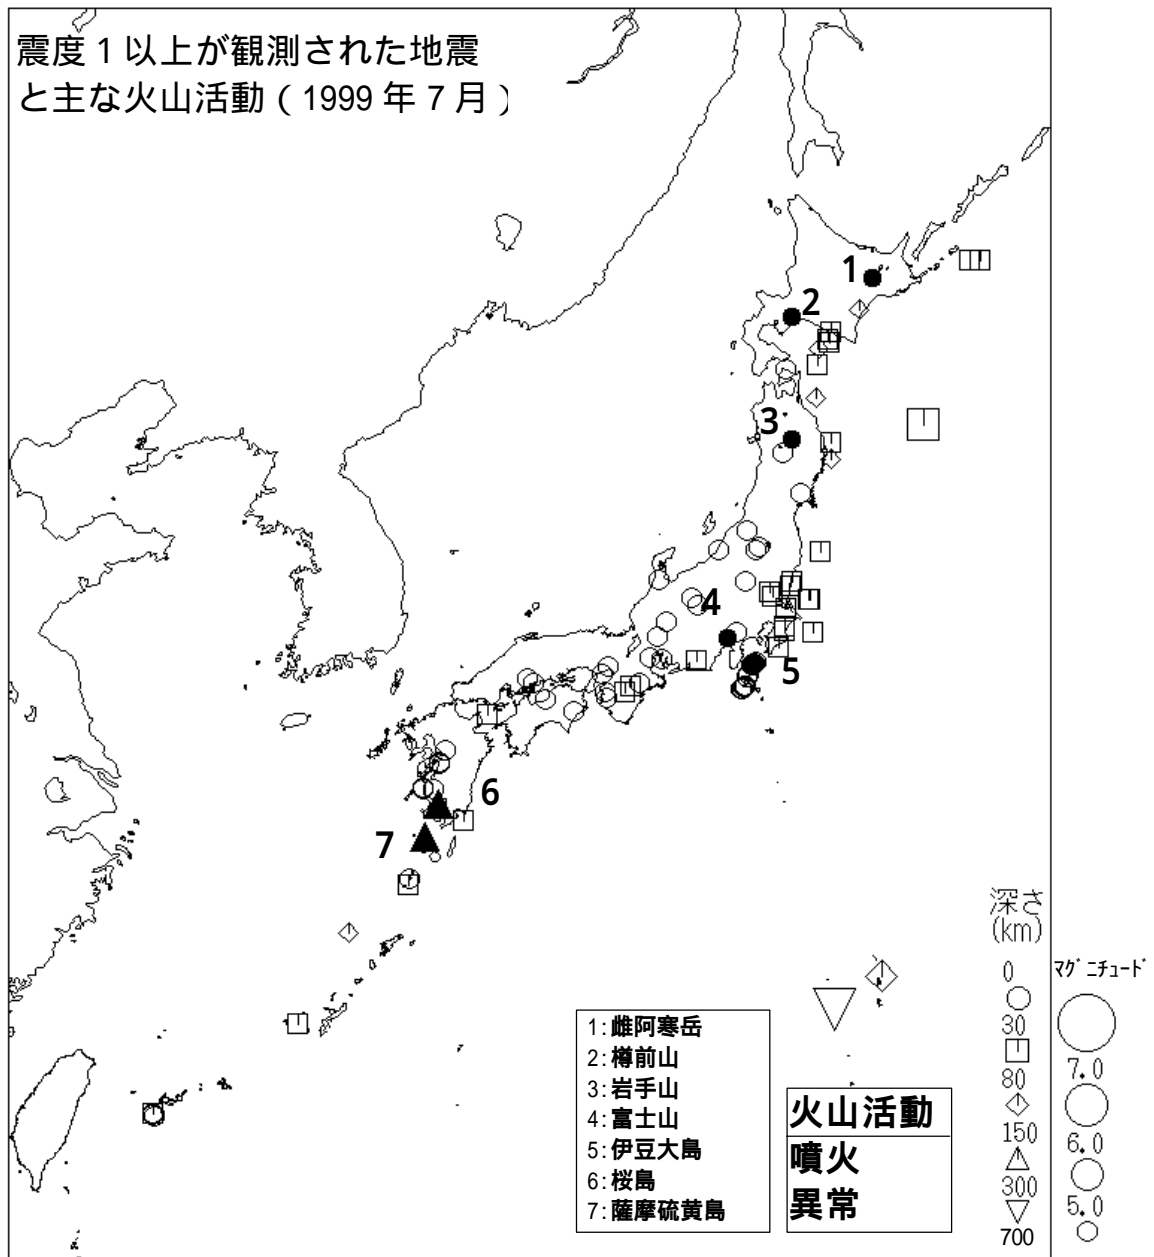 震度１以上が観測された地震
と主な火山活動（1999年７月）
1
2
3
4
5
6
7
1:雌阿寒岳
2:樽前山
3:岩手山
4:富士山
5:伊豆大島
6:桜島
7:薩摩硫黄島
火山活動
噴火
異常
深さ
(km)
0
30
80
150
300
700
ﾏｸﾞﾆﾁｭｰﾄﾞ
7.0
6.0
5.0